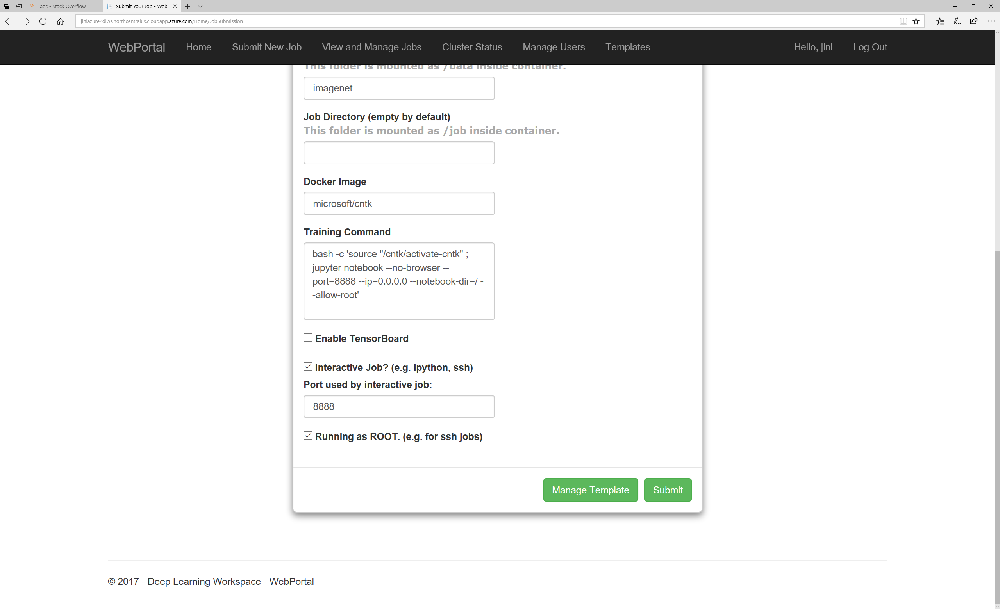 Tags - Stack Overflow
Submit Your Job - WebF
jinlazure2dlws.northcentralus.cloudapp.azure.com/Home/JobSubmission
WebPortal Home Submit New Job View and Manage Jobs Cluster Status Manage Users Templates Hello, jinl Log Out
This folder is mounted as /data inside container.
imagenet
Job Directory (empty by default)
This folder is mounted as /job inside container.
Docker Image
microsoft/cntk
Training Command
bash -c 'source "/cntk/activate-cntk" ;
jupyter notebook --no-browser --
port=8888 --ip=0.0.0.0 --notebook-dir=/ -
-allow-root'
Enable TensorBoard
Interactive Job? (e.g. ipython, ssh)
Port used by interactive job:
8888
Running as ROOT. (e.g. for ssh jobs)
Manage Template Submit
© 2017 - Deep Learning Workspace - WebPortal